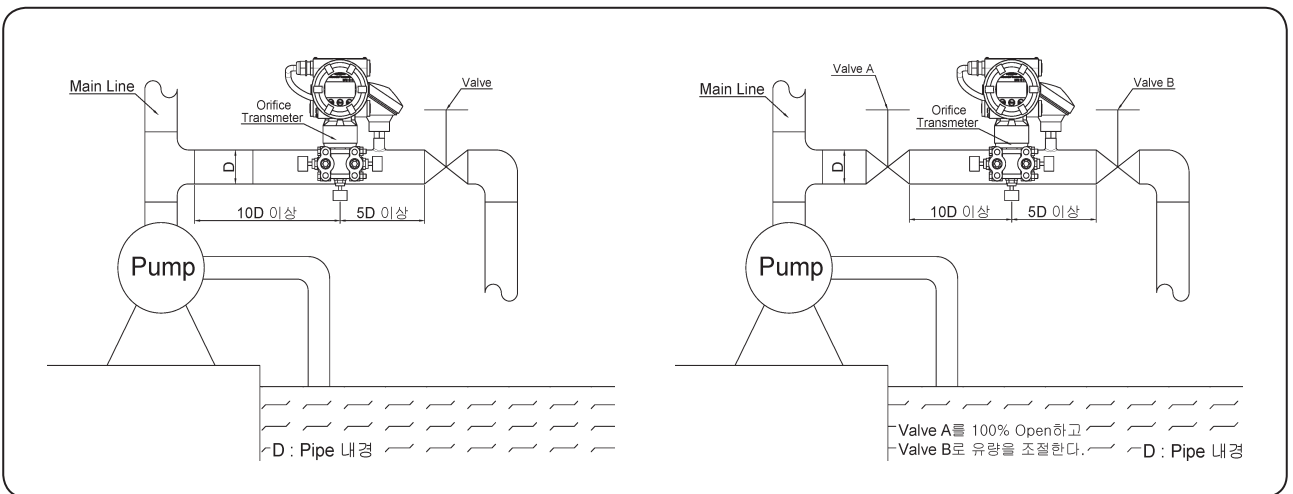 Main Line
Orifice
Transmeter
Valve
D
10D 이상
5D 이상
Pump
D : Pipe 내경
Main Line
Valve A
Orifice
Transmeter
Valve B
D
10D 이상
5D 이상
Pump
Valve A를 100% Open하고
Valve B로 유량을 조절한다.
D : Pipe 내경